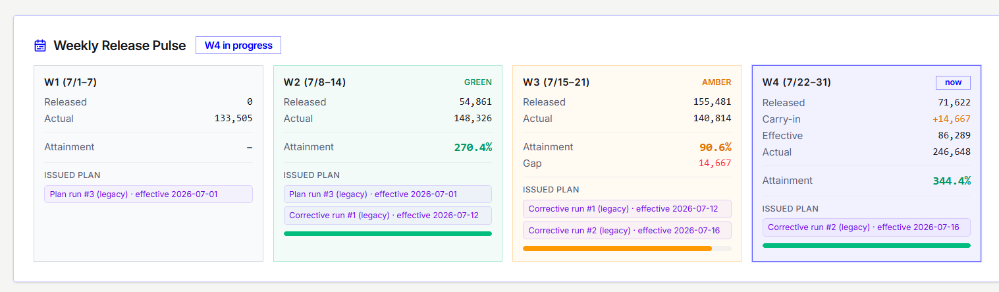 Weekly Release Pulse
W4 in progress
W1 (7/1–7)
Released 0
Actual 133,505
Attainment –
ISSUED PLAN
Plan run #3 (legacy) · effective 2026-07-01
W2 (7/8–14) GREEN
Released 54,861
Actual 148,326
Attainment 270.4%
ISSUED PLAN
Plan run #3 (legacy) · effective 2026-07-01
Corrective run #1 (legacy) · effective 2026-07-12
W3 (7/15–21) AMBER
Released 155,481
Actual 140,814
Attainment 90.6%
Gap 14,667
ISSUED PLAN
Corrective run #1 (legacy) · effective 2026-07-12
Corrective run #2 (legacy) · effective 2026-07-16
W4 (7/22–31) now
Released 71,622
Carry-in +14,667
Effective 86,289
Actual 246,648
Attainment 344.4%
ISSUED PLAN
Corrective run #2 (legacy) · effective 2026-07-16